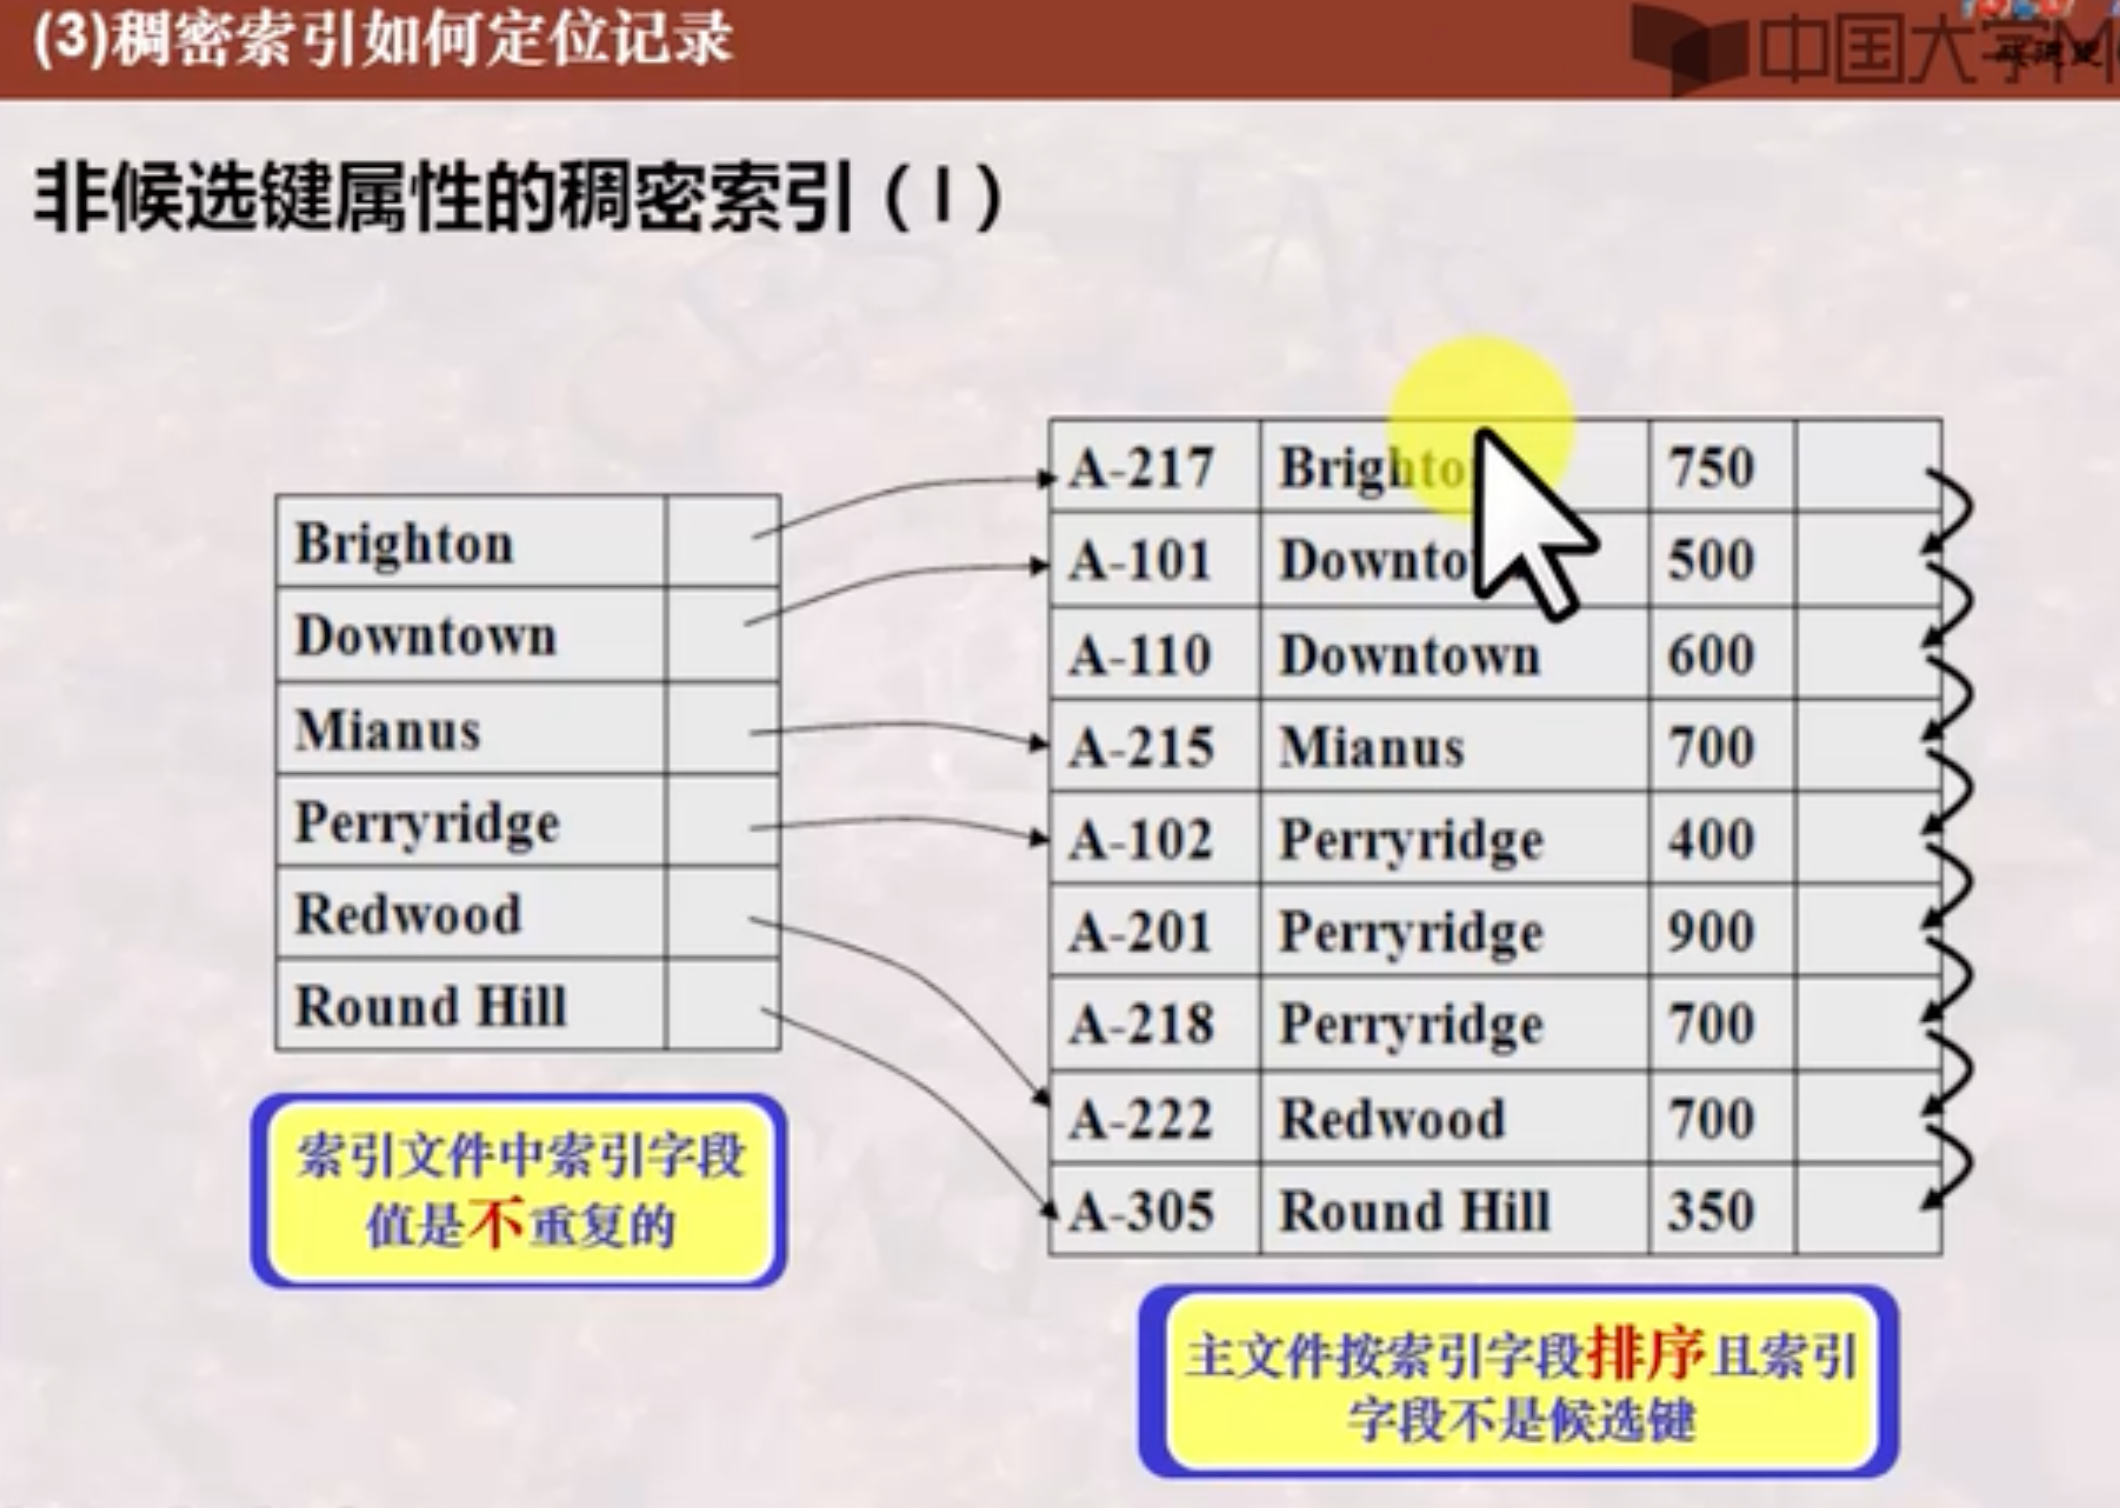 (3)稠密索引如何定位记录
中国大学M
非候选键属性的稠密索引（I）
Brighton
Downtown
Mianus
Perryridge
Redwood
Round Hill
索引文件中索引字段
值是不重复的
A-217 Brighto 750
A-101 Downto 500
A-110 Downtown 600
A-215 Mianus 700
A-102 Perryridge 400
A-201 Perryridge 900
A-218 Perryridge 700
A-222 Redwood 700
A-305 Round Hill 350
主文件按索引字段排序且索引
字段不是候选键